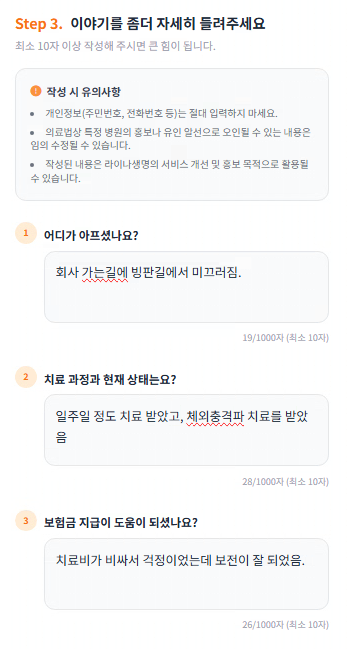 Step 3. 이야기를 좀더 자세히 들려주세요
최소 10자 이상 작성해 주시면 큰 힘이 됩니다.
! 작성 시 유의사항
• 개인정보(주민번호, 전화번호 등)는 절대 입력하지 마세요.
• 의료법상 특정 병원의 홍보나 유인 알선으로 오인될 수 있는 내용은
임의 수정될 수 있습니다.
• 작성된 내용은 라이나생명의 서비스 개선 및 홍보 목적으로 활용될
수 있습니다.
1 어디가 아프셨나요?
회사 가는길에 빙판길에서 미끄러짐.
19/1000자 (최소 10자)
2 치료 과정과 현재 상태는요?
일주일 정도 치료 받았고, 체외충격파 치료를 받았
음
28/1000자 (최소 10자)
3 보험금 지급이 도움이 되셨나요?
치료비가 비싸서 걱정이었는데 보전이 잘 되었음.
26/1000자 (최소 10자)